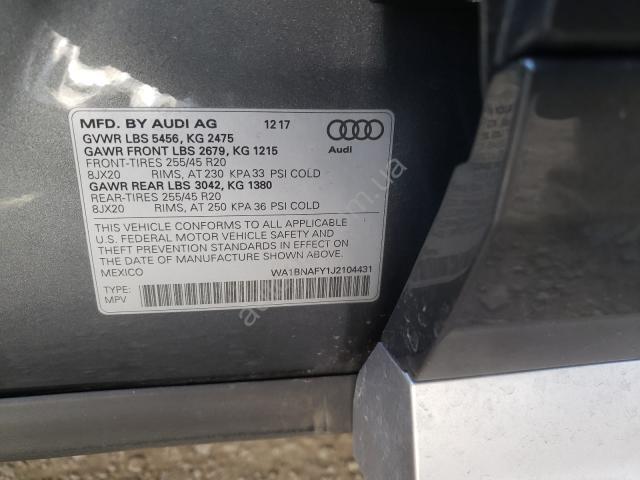 MFD. BY AUDI AG 12 17
GVWR LBS 5456, KG 2475
GAWR FRONT LBS 2679, KG 1215
FRONT-TIRES 255/45 R20
8JX20 RIMS, AT 230 KPA 33 PSI COLD
GAWR REAR LBS 3042, KG 1380
REAR-TIRES 255/45 R20
8JX20 RIMS, AT 250 KPA 36 PSI COLD
Audi
THIS VEHICLE CONFORMS TO ALL APPLICABLE
U.S. FEDERAL MOTOR VEHICLE SAFETY AND
THEFT PREVENTION STANDARDS IN EFFECT ON
THE DATE OF MANUFACTURE SHOWN ABOVE.
MEXICO WA1BNAFY1J2104431
TYPE:
MPV